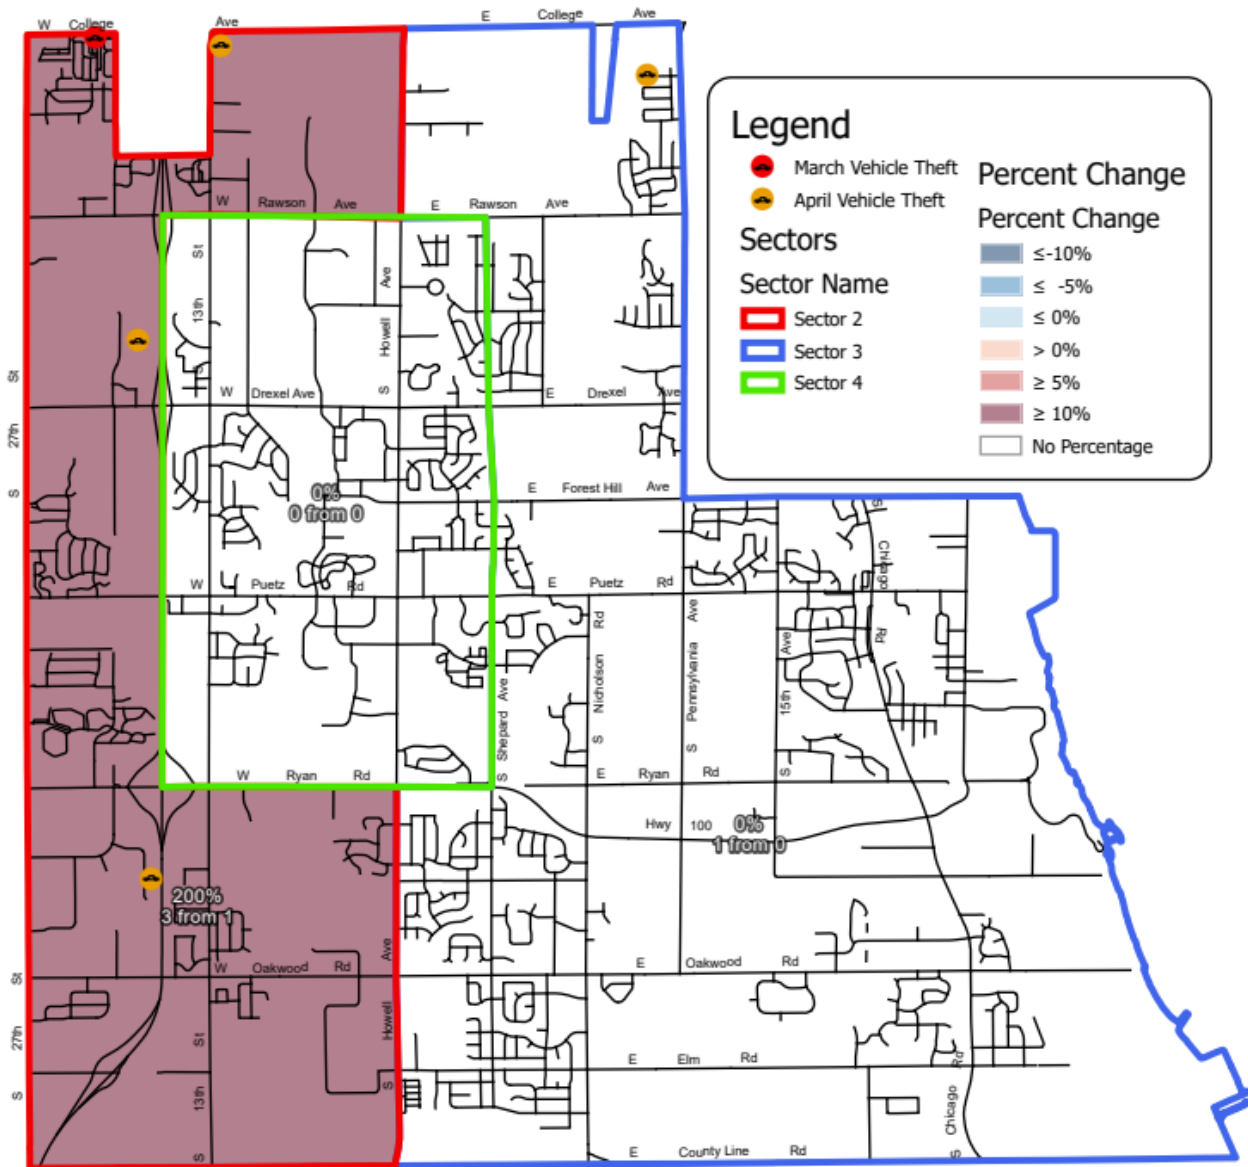 W College Ave E College Ave
Legend
March Vehicle Theft
April Vehicle Theft
Sectors
Sector Name
Sector 2
Sector 3
Sector 4
Percent Change
Percent Change
≤-10%
≤ -5%
≤ 0%
> 0%
≥ 5%
≥ 10%
No Percentage
W Rawson Ave E Rawson Ave
S 13th St
S Howell Ave
S 27th St
W Drexel Ave E Drexel Ave
0%
0 from 0
E Forest Hill Ave
S Chicago Rd
W Puetz Rd E Puetz Rd
S Shepard Ave
S Nicholson Rd
S Pennsylvania Ave
S 15th Ave
W Ryan Rd E Ryan Rd
Hwy 100
0%
1 from 0
200%
3 from 1
W Oakwood Rd E Oakwood Rd
S 27th St
S 13th St
S Howell Ave
E Elm Rd
S Chicago Rd
E County Line Rd